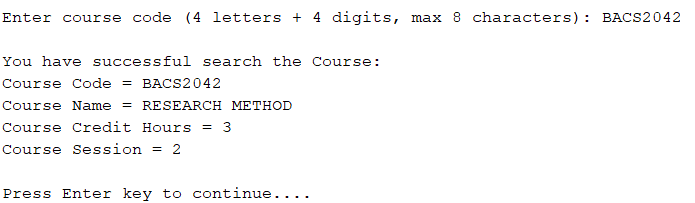 Enter course code (4 letters + 4 digits, max 8 characters): BACS2042
You have successful search the Course:
Course Code = BACS2042
Course Name = RESEARCH METHOD
Course Credit Hours = 3
Course Session = 2
Press Enter key to continue....